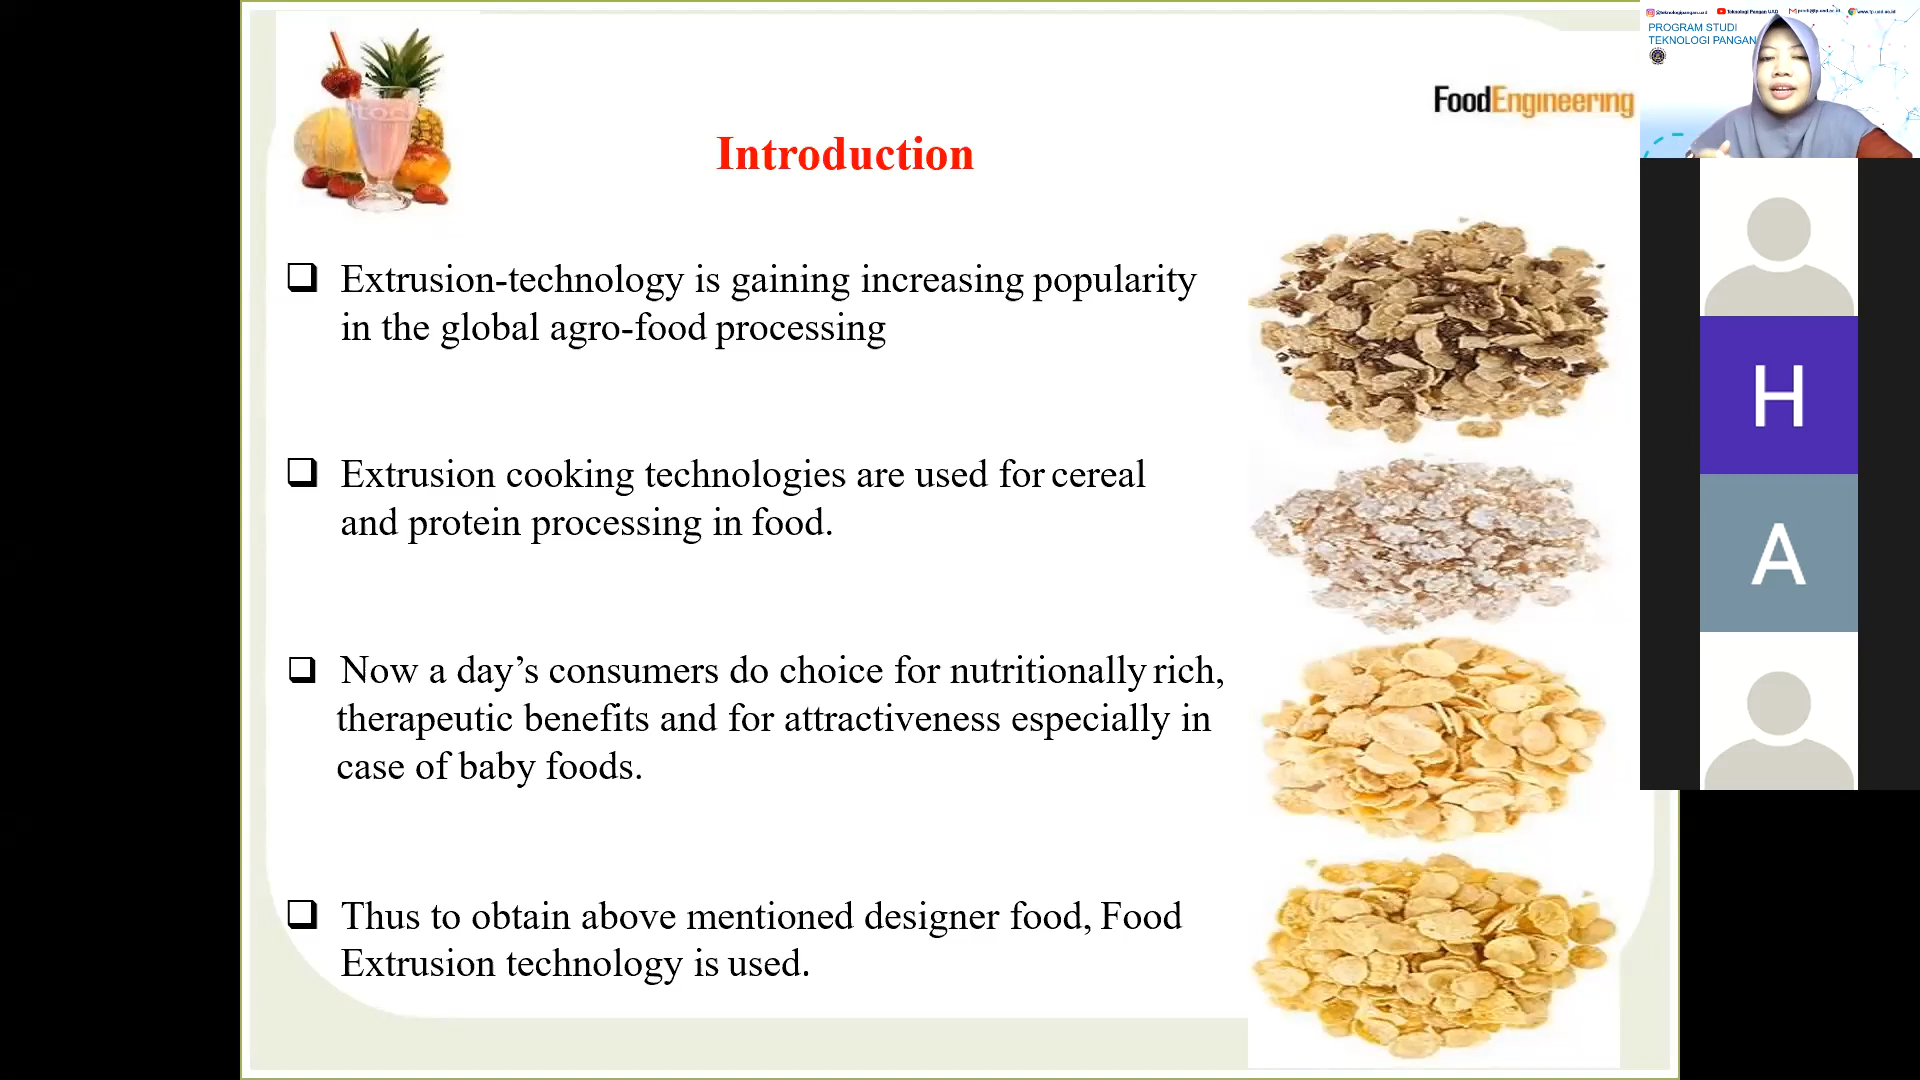 FoodEngineering
Introduction
Extrusion-technology is gaining increasing popularity
in the global agro-food processing
Extrusion cooking technologies are used for cereal
and protein processing in food.
Now a day’s consumers do choice for nutritionally rich,
therapeutic benefits and for attractiveness especially in
case of baby foods.
Thus to obtain above mentioned designer food, Food
Extrusion technology is used.
Teknologi Pangan UAD
PROGRAM STUDI
TEKNOLOGI PANGAN
H
A